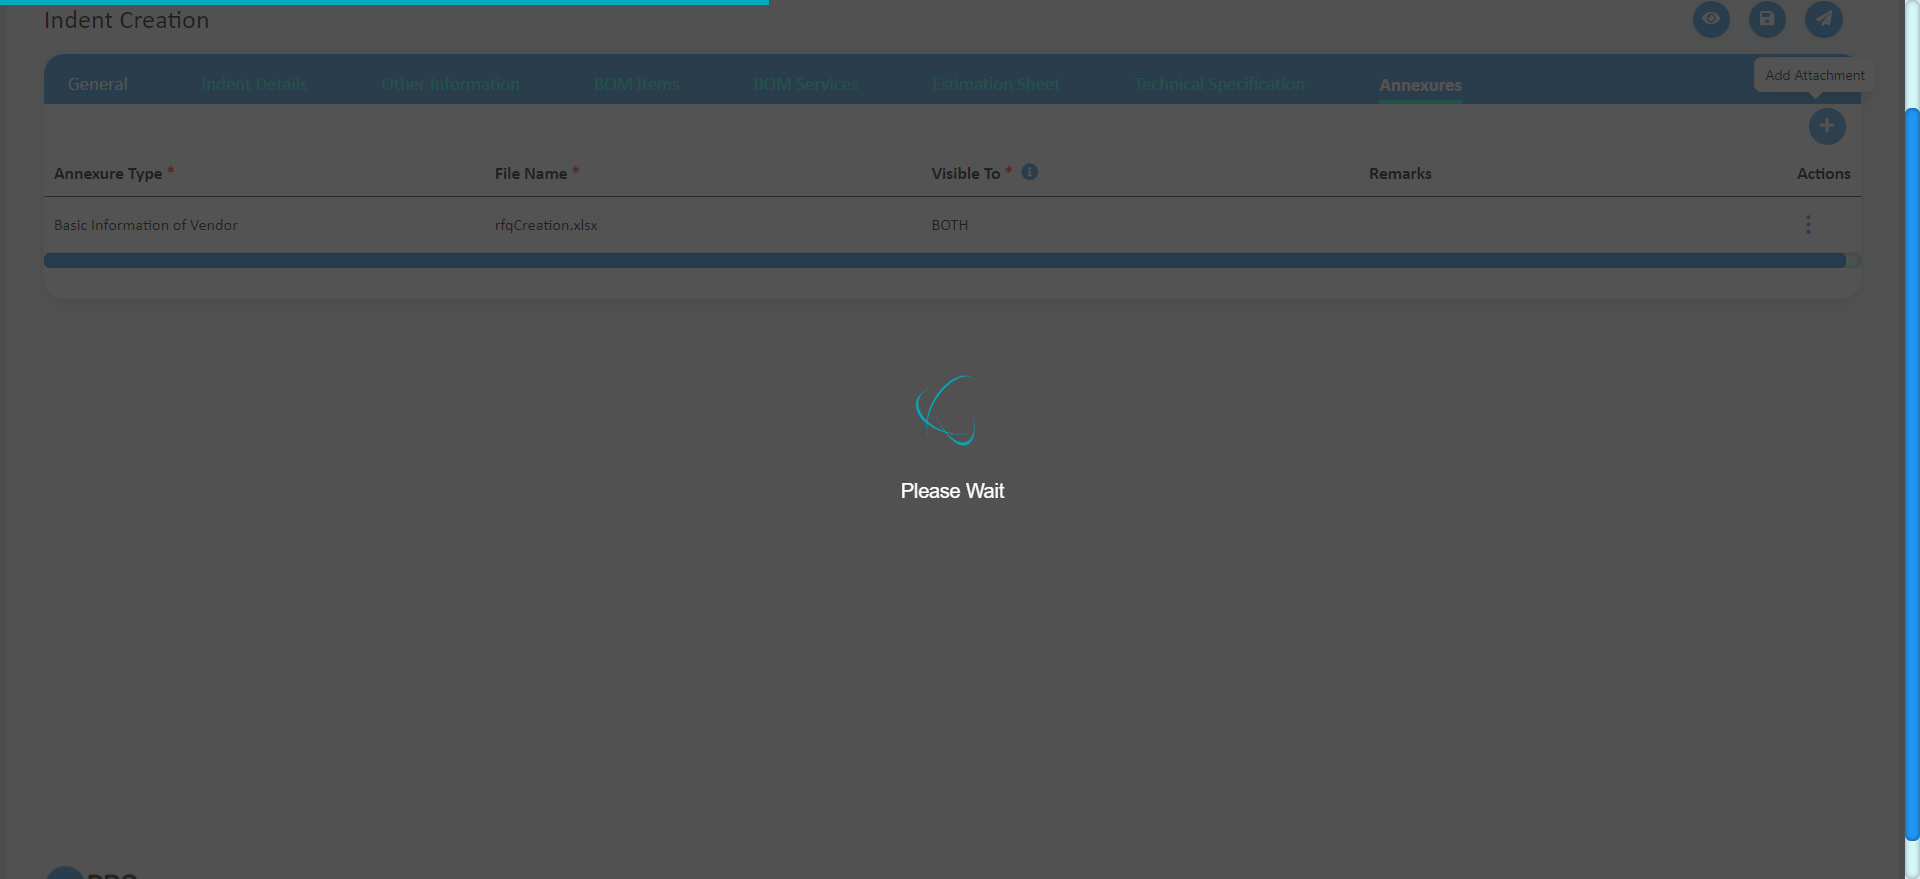 Indent Creation
General Indent Details Other Information BOM Items BOM Services Estimation Sheet Technical Specification Annexures
Add Attachment
Annexure Type * File Name * Visible To * Remarks Actions
Basic Information of Vendor rfqCreation.xlsx BOTH
Please Wait